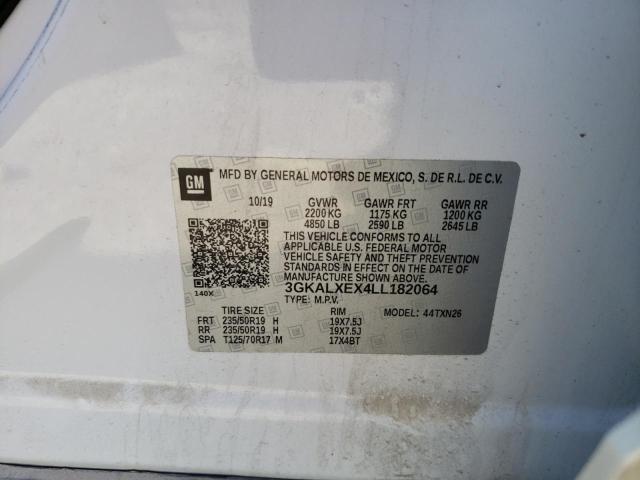 GM MFD BY GENERAL MOTORS DE MEXICO, S. DE R.L. DE C.V.
10/19 GVWR GAWR FRT GAWR RR
2200 KG 1175 KG 1200 KG
4850 LB 2590 LB 2645 LB
THIS VEHICLE CONFORMS TO ALL
APPLICABLE U.S. FEDERAL MOTOR
VEHICLE SAFETY AND THEFT PREVENTION
STANDARDS IN EFFECT ON THE DATE OF
MANUFACTURE SHOWN ABOVE.
140X 3GKALXEX4LL182064
TYPE: M.P.V.
TIRE SIZE RIM MODEL: 44TXN26
FRT 235/50R19 H 19X7.5J
RR 235/50R19 H 19X7.5J
SPA T125/70R17 M 17X4BT